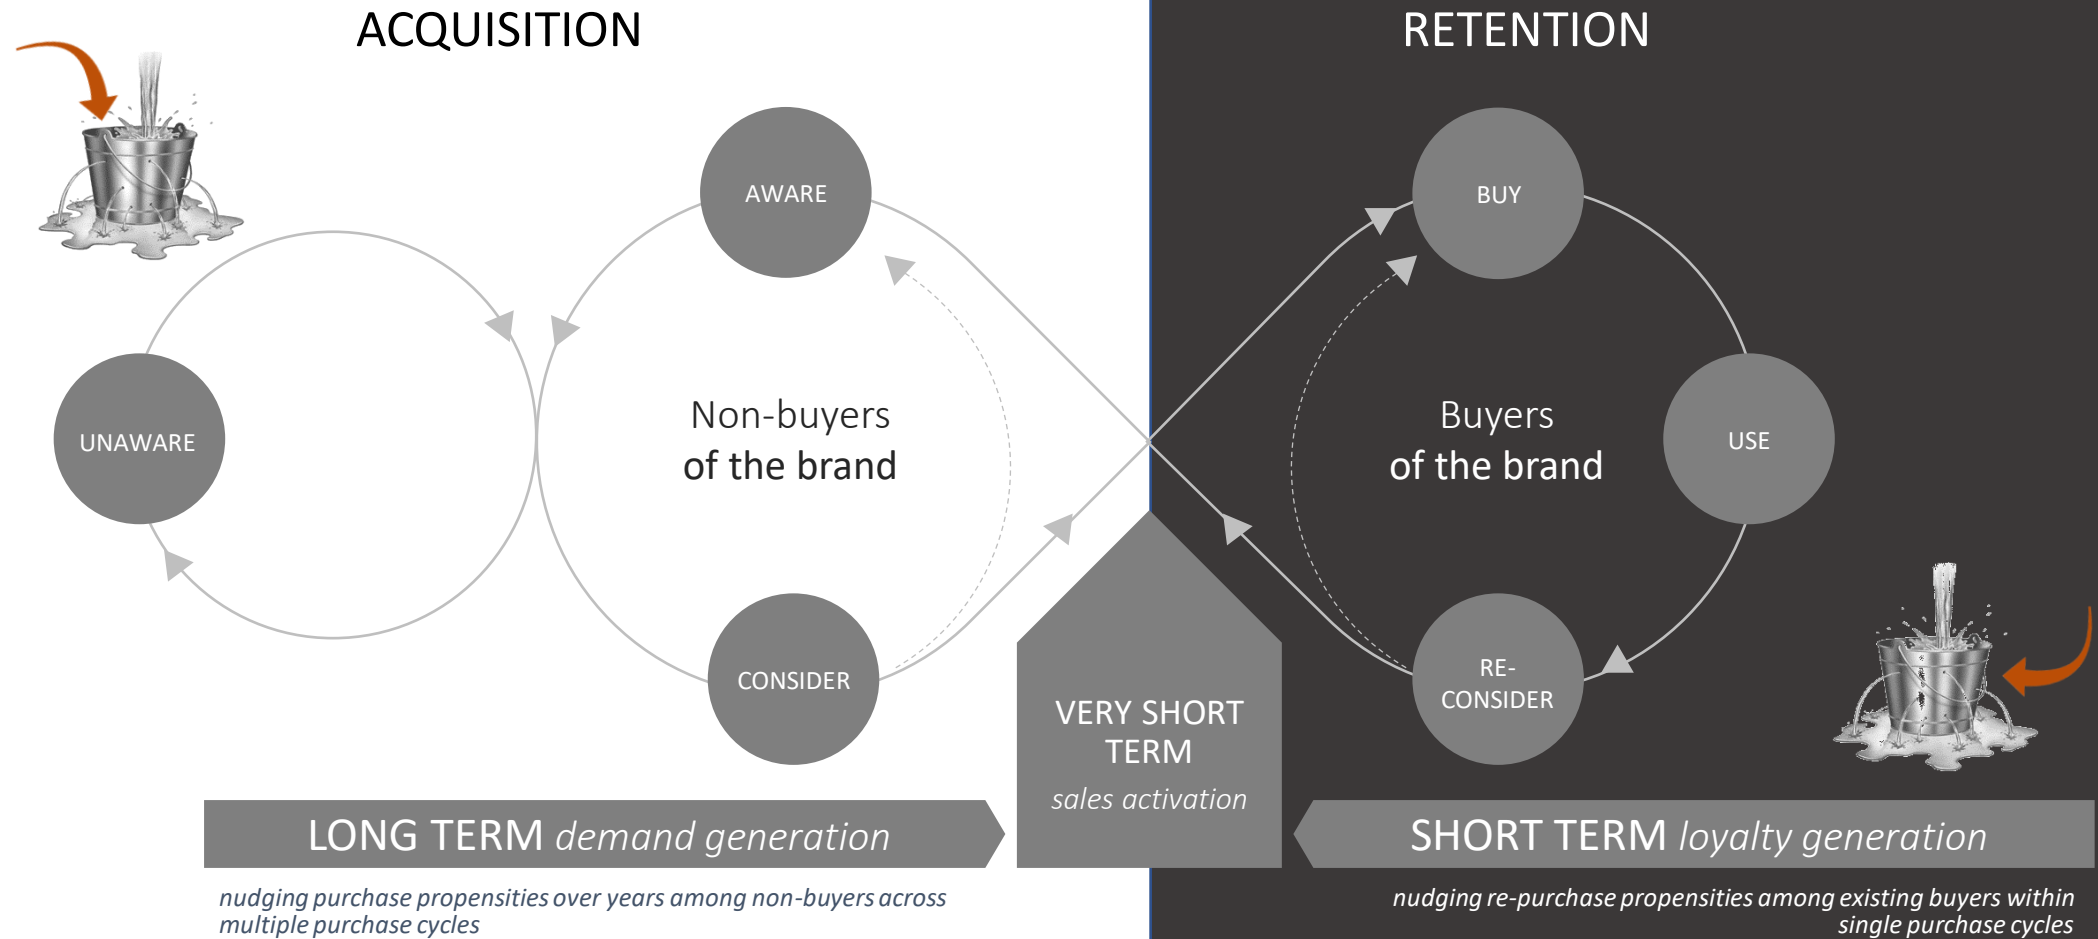 ACQUISITION
RETENTION
AWARE
BUY
UNAWARE
Non-buyers
of the brand
Buyers
of the brand
USE
CONSIDER
RE-
CONSIDER
VERY SHORT
TERM
sales activation
LONG TERM demand generation
SHORT TERM loyalty generation
nudging purchase propensities over years among non-buyers across
multiple purchase cycles
nudging re-purchase propensities among existing buyers within
single purchase cycles